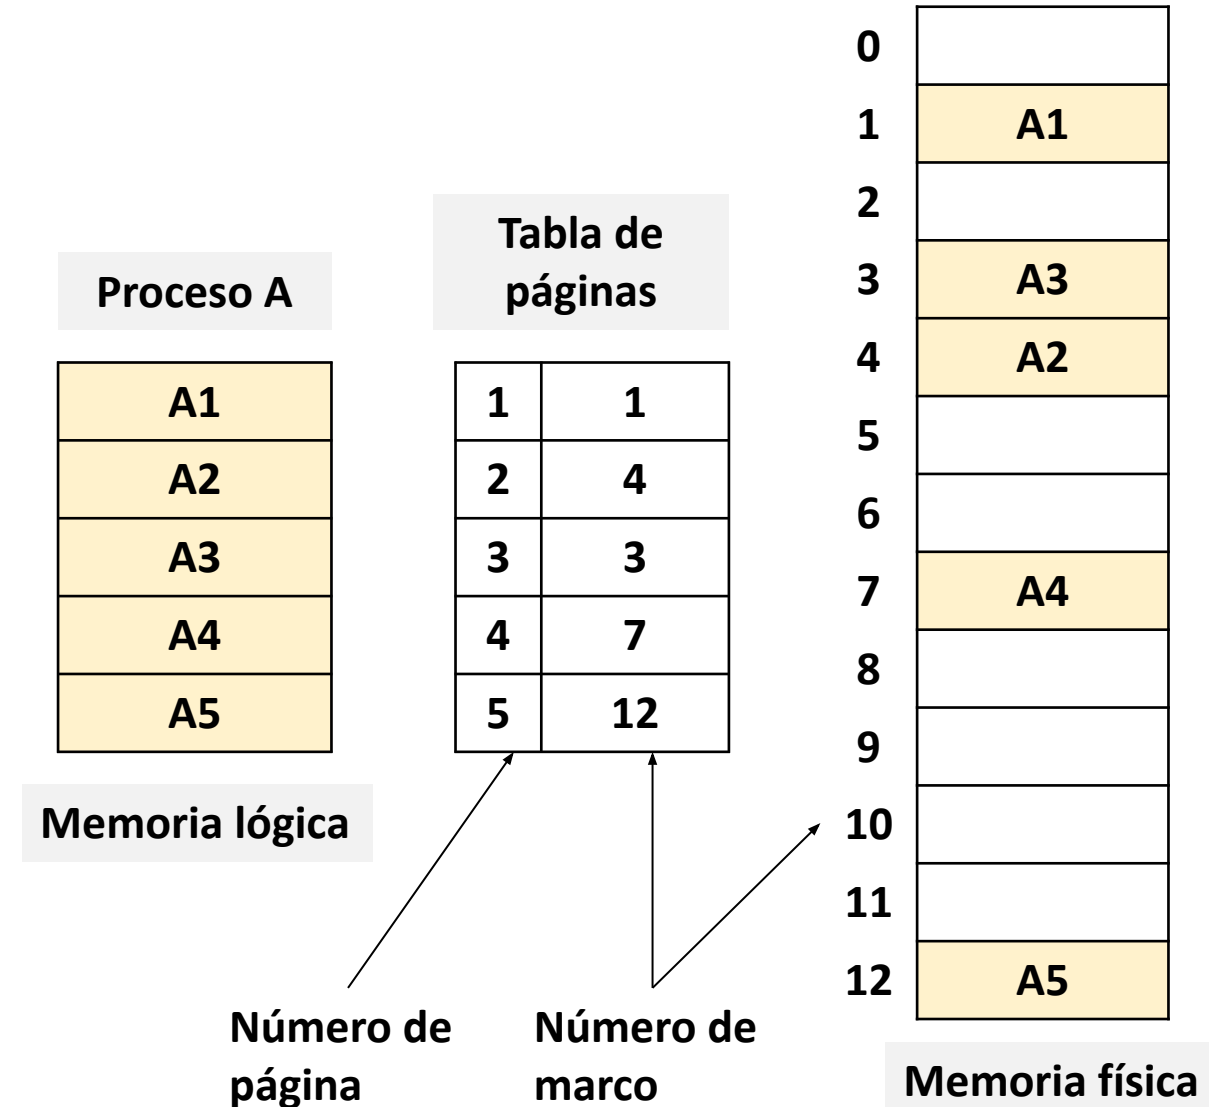 Proceso A
A1
A2
A3
A4
A5
Memoria lógica
Tabla de
páginas
1 1
2 4
3 3
4 7
5 12
Número de
página
Número de
marco
0
1 A1
2
3 A3
4 A2
5
6
7 A4
8
9
10
11
12 A5
Memoria física